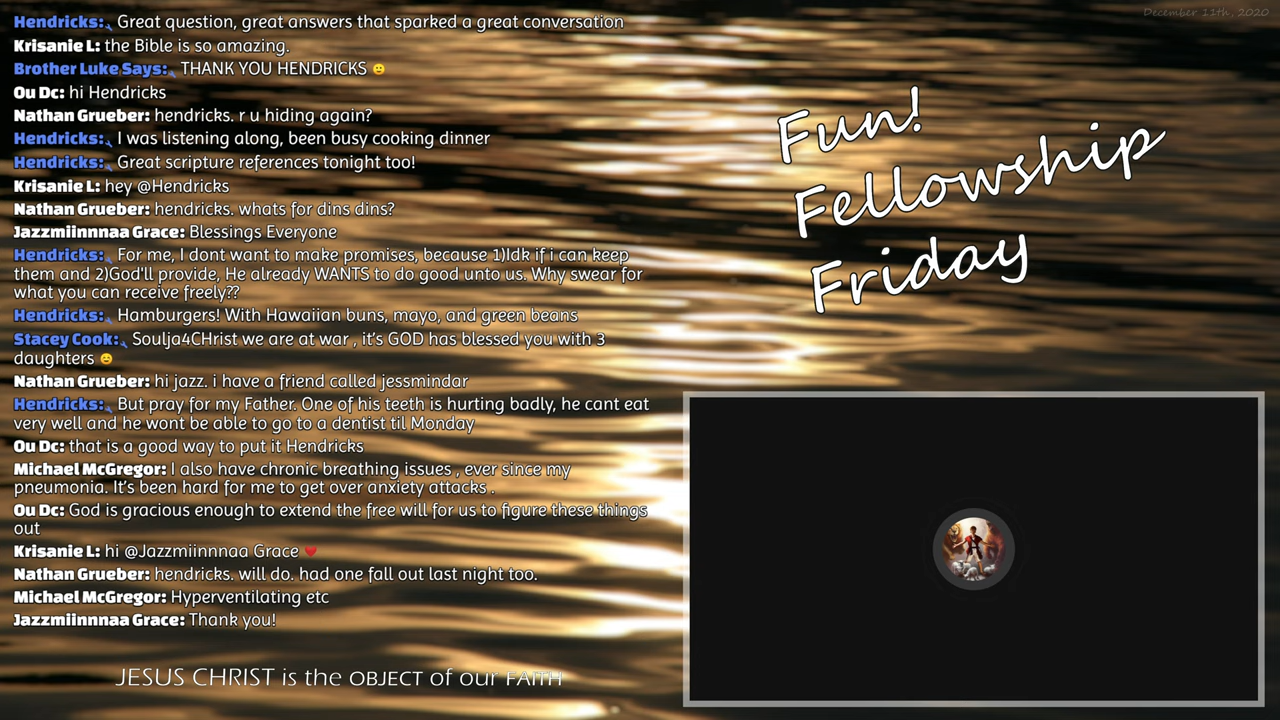 Hendricks: Great question, great answers that sparked a great conversation
Krisanie L: the Bible is so amazing.
Brother Luke Says: THANK YOU HENDRICKS 🙂
Ou Dc: hi Hendricks
Nathan Grueber: hendricks. r u hiding again?
Hendricks: I was listening along, been busy cooking dinner
Hendricks: Great scripture references tonight too!
Krisanie L: hey @Hendricks
Nathan Grueber: hendricks. whats for dins dins?
Jazzmiinnnaa Grace: Blessings Everyone
Hendricks: For me, I dont want to make promises, because 1)Idk if i can keep
them and 2)God'll provide, He already WANTS to do good unto us. Why swear for
what you can receive freely??
Hendricks: Hamburgers! With Hawaiian buns, mayo, and green beans
Stacey Cook: Soulja4CHrist we are at war , it's GOD has blessed you with 3
daughters 😊
Nathan Grueber: hi jazz. i have a friend called jessmindar
Hendricks: But pray for my Father. One of his teeth is hurting badly, he cant eat
very well and he wont be able to go to a dentist til Monday
Ou Dc: that is a good way to put it Hendricks
Michael McGregor: I also have chronic breathing issues , ever since my
pneumonia. It's been hard for me to get over anxiety attacks .
Ou Dc: God is gracious enough to extend the free will for us to figure these things
out
Krisanie L: hi @Jazzmiinnnaa Grace ❤️
Nathan Grueber: hendricks. will do. had one fall out last night too.
Michael McGregor: Hyperventilating etc
Jazzmiinnnaa Grace: Thank you!
JESUS CHRIST is the OBJECT of our FAITH
December 11th, 2020
Fun!
Fellowship
Friday